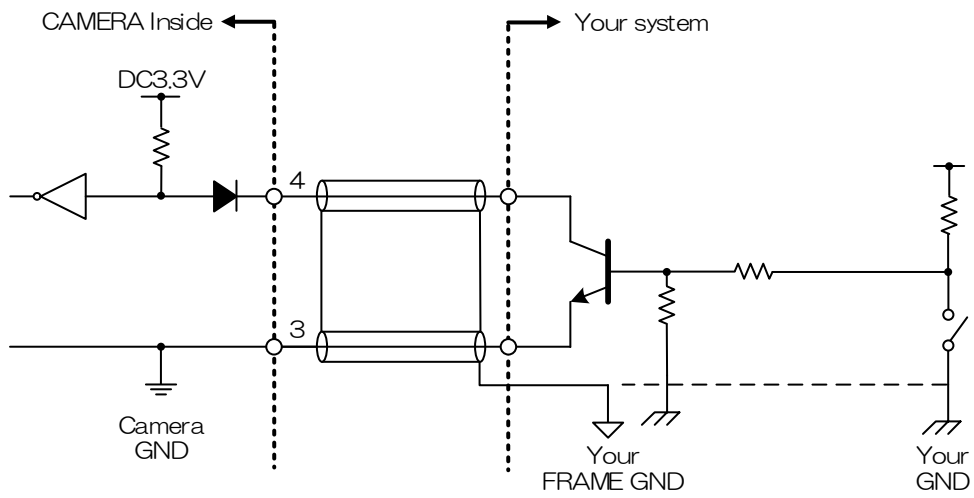 CAMERA Inside
Your system
DC3.3V
4
3
Camera
GND
Your
FRAME GND
Your
GND